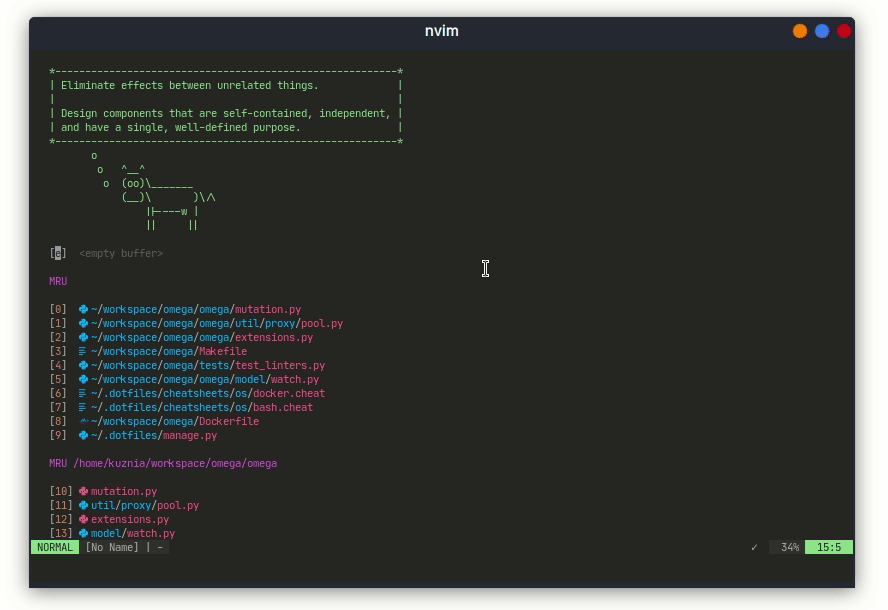 nvim
*---------------------------------------------------------*
| Eliminate effects between unrelated things.             |
|                                                         |
| Design components that are self-contained, independent, |
| and have a single, well-defined purpose.                |
*---------------------------------------------------------*
       o
        o   ^__^
         o  (oo)\_______
            (__)\       )\/\
                ||----w |
                ||     ||
[e]  <empty buffer>
MRU
[0]  ~/workspace/omega/omega/mutation.py
[1]  ~/workspace/omega/omega/util/proxy/pool.py
[2]  ~/workspace/omega/omega/extensions.py
[3]  ~/workspace/omega/Makefile
[4]  ~/workspace/omega/tests/test_linters.py
[5]  ~/workspace/omega/omega/model/watch.py
[6]  ~/.dotfiles/cheatsheets/os/docker.cheat
[7]  ~/.dotfiles/cheatsheets/os/bash.cheat
[8]  ~/workspace/omega/Dockerfile
[9]  ~/.dotfiles/manage.py
MRU /home/kuznia/workspace/omega/omega
[10] mutation.py
[11] util/proxy/pool.py
[12] extensions.py
[13] model/watch.py
NORMAL [No Name] | - ✓ 34% 15:5